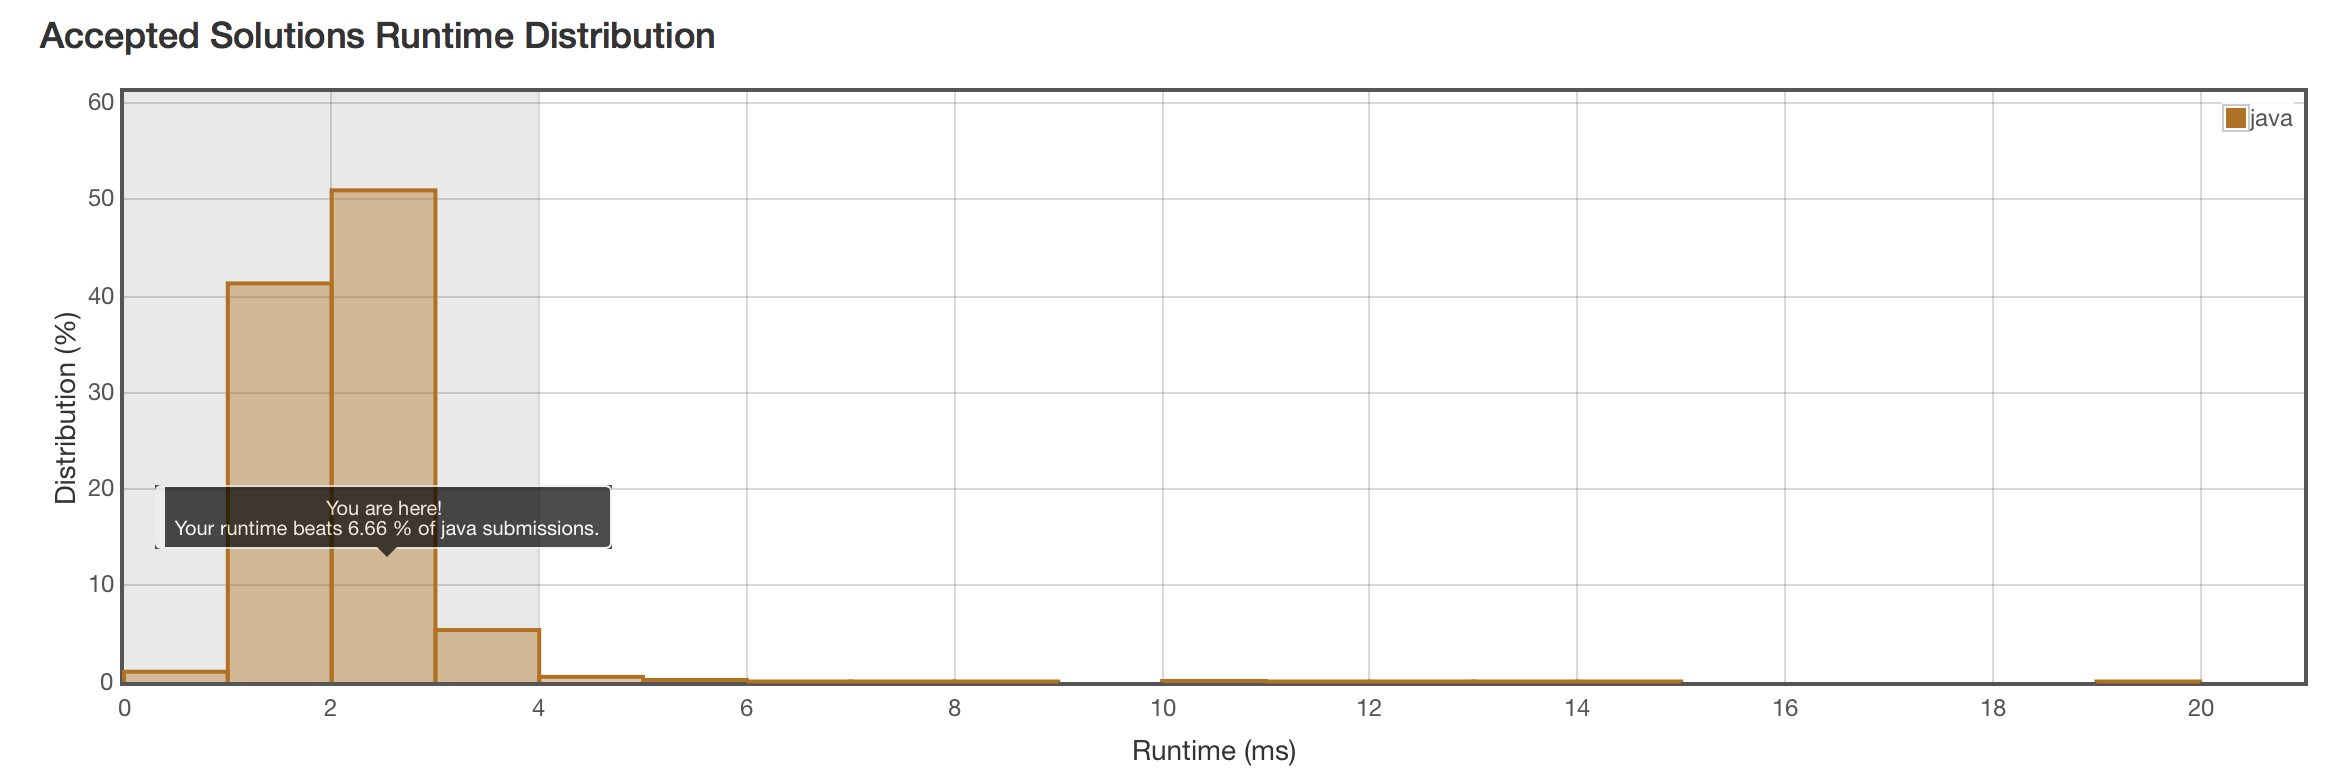 Accepted Solutions Runtime Distribution
60
java
50
40
30
20
10
0
Distribution (%)
You are here!
Your runtime beats 6.66 % of java submissions.
0 2 4 6 8 10 12 14 16 18 20
Runtime (ms)